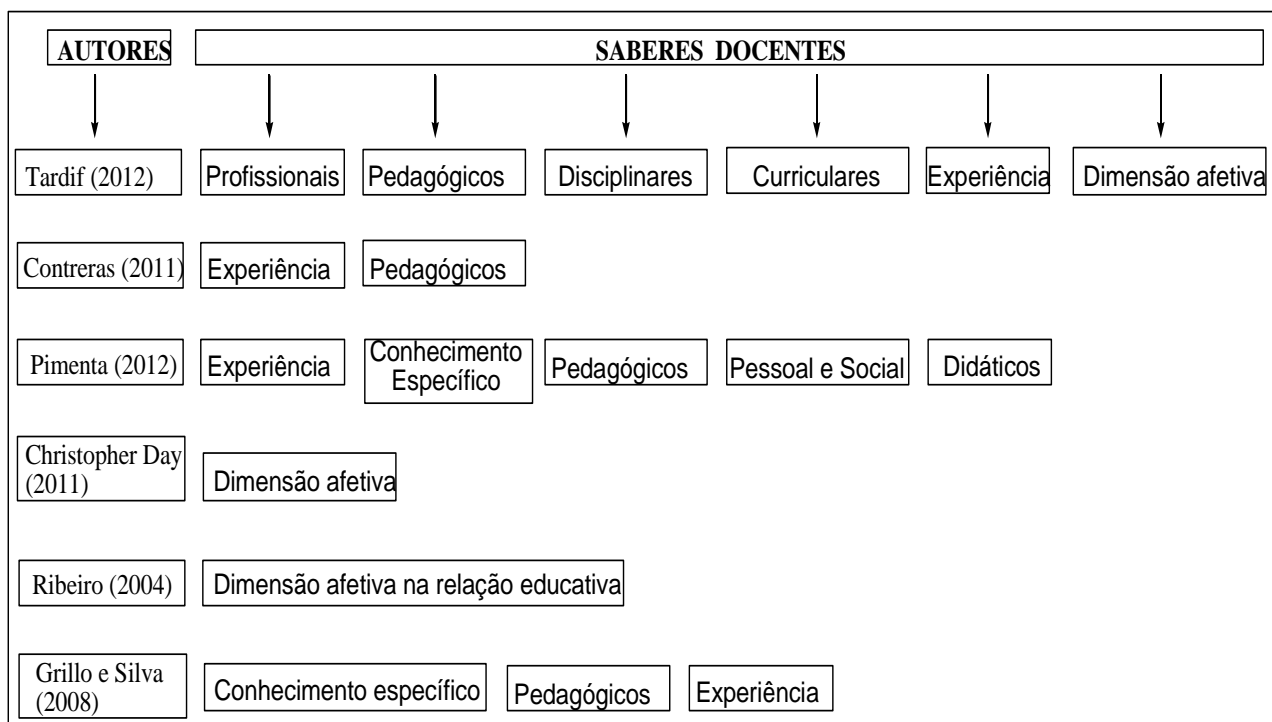 AUTORES SABERES DOCENTES
Tardif (2012) Profissionais Pedagógicos Disciplinares Curriculares Experiência Dimensão afetiva
Contreras (2011) Experiência Pedagógicos
Pimenta (2012) Experiência Conhecimento Específico Pedagógicos Pessoal e Social Didáticos
Christopher Day
(2011)
Dimensão afetiva
Ribeiro (2004) Dimensão afetiva na relação educativa
Grillo e Silva
(2008)
Conhecimento específico Pedagógicos Experiência